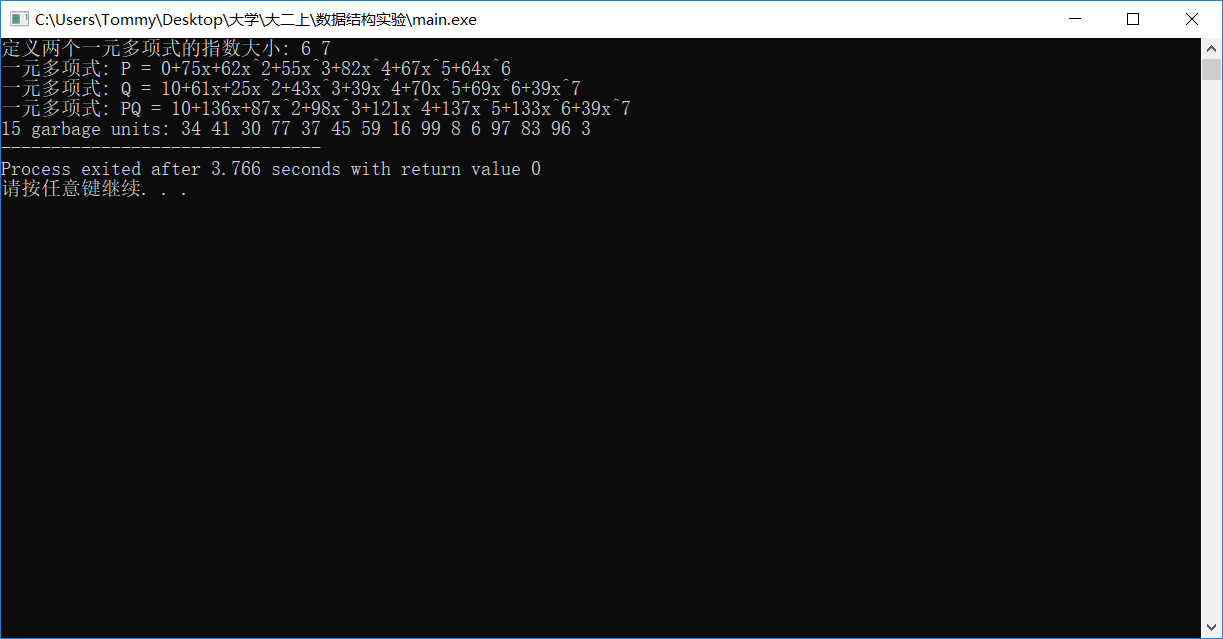 C:\Users\Tommy\Desktop\大学\大二上\数据结构实验\main.exe
定义两个一元多项式的指数大小: 6 7
一元多项式: P = 0+75x+62x^2+55x^3+82x^4+67x^5+64x^6
一元多项式: Q = 10+61x+25x^2+43x^3+39x^4+70x^5+69x^6+39x^7
一元多项式: PQ = 10+136x+87x^2+98x^3+121x^4+137x^5+133x^6+39x^7
15 garbage units: 34 41 30 77 37 45 59 16 99 8 6 97 83 96 3
--------------------------------
Process exited after 3.766 seconds with return value 0
请按任意键继续. . .